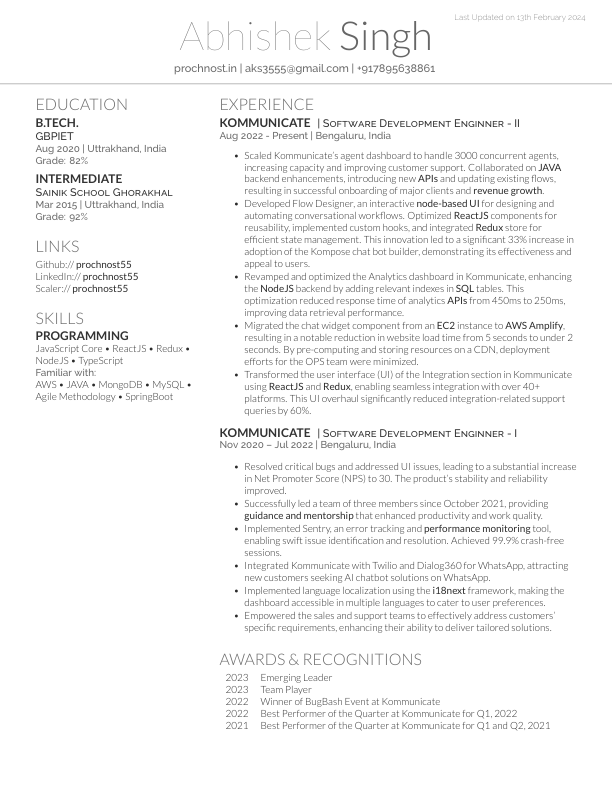 Last Updated on 13th February 2024
Abhishek Singh
prochnost.in | aks3555@gmail.com | +917895638861
EDUCATION
B.TECH.
GBPIET
Aug 2020 | Uttrakhand, India
Grade: 82%
INTERMEDIATE
Sainik School Ghorakhal
Mar 2015 | Uttrakhand, India
Grade: 92%
LINKS
Github:// prochnost55
LinkedIn:// prochnost55
Scaler:// prochnost55
SKILLS
PROGRAMMING
JavaScript Core • ReactJS • Redux •
NodeJS • TypeScript
Familiar with:
AWS • JAVA • MongoDB • MySQL •
Agile Methodology • SpringBoot
EXPERIENCE
KOMMUNICATE | Software Development Enginner - II
Aug 2022 - Present | Bengaluru, India
• Scaled Kommunicate's agent dashboard to handle 3000 concurrent agents,
increasing capacity and improving customer support. Collaborated on JAVA
backend enhancements, introducing new APIs and updating existing flows,
resulting in successful onboarding of major clients and revenue growth.
• Developed Flow Designer, an interactive node-based UI for designing and
automating conversational workflows. Optimized ReactJS components for
reusability, implemented custom hooks, and integrated Redux store for
efficient state management. This innovation led to a significant 33% increase in
adoption of the Kompose chat bot builder, demonstrating its effectiveness and
appeal to users.
• Revamped and optimized the Analytics dashboard in Kommunicate, enhancing
the NodeJS backend by adding relevant indexes in SQL tables. This
optimization reduced response time of analytics APIs from 450ms to 250ms,
improving data retrieval performance.
• Migrated the chat widget component from an EC2 instance to AWS Amplify,
resulting in a notable reduction in website load time from 5 seconds to under 2
seconds. By pre-computing and storing resources on a CDN, deployment
efforts for the OPS team were minimized.
• Transformed the user interface (UI) of the Integration section in Kommunicate
using ReactJS and Redux, enabling seamless integration with over 40+
platforms. This UI overhaul significantly reduced integration-related support
queries by 60%.
KOMMUNICATE | Software Development Enginner - I
Nov 2020 – Jul 2022 | Bengaluru, India
• Resolved critical bugs and addressed UI issues, leading to a substantial increase
in Net Promoter Score (NPS) to 30. The product's stability and reliability
improved.
• Successfully led a team of three members since October 2021, providing
guidance and mentorship that enhanced productivity and work quality.
• Implemented Sentry, an error tracking and performance monitoring tool,
enabling swift issue identification and resolution. Achieved 99.9% crash-free
sessions.
• Integrated Kommunicate with Twilio and Dialog360 for WhatsApp, attracting
new customers seeking AI chatbot solutions on WhatsApp.
• Implemented language localization using the i18next framework, making the
dashboard accessible in multiple languages to cater to user preferences.
• Empowered the sales and support teams to effectively address customers'
specific requirements, enhancing their ability to deliver tailored solutions.
AWARDS & RECOGNITIONS
2023 Emerging Leader
2023 Team Player
2022 Winner of BugBash Event at Kommunicate
2022 Best Performer of the Quarter at Kommunicate for Q1, 2022
2021 Best Performer of the Quarter at Kommunicate for Q1 and Q2, 2021